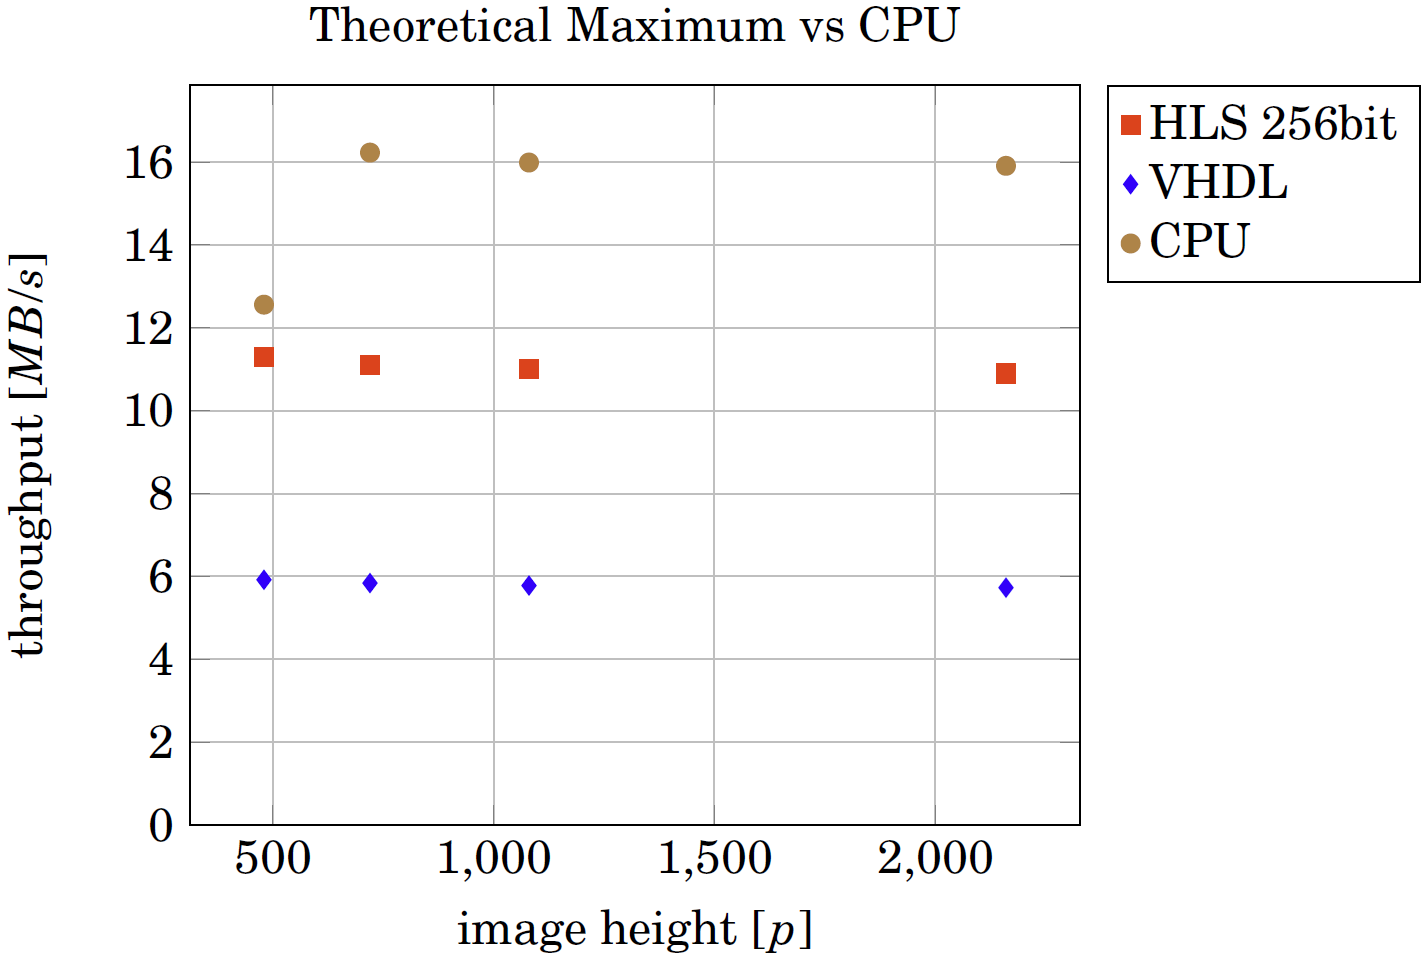 Theoretical Maximum vs CPU
HLS 256bit
VHDL
CPU
throughput [MB/s]
16
14
12
10
8
6
4
2
0
500 1,000 1,500 2,000
image height [p]